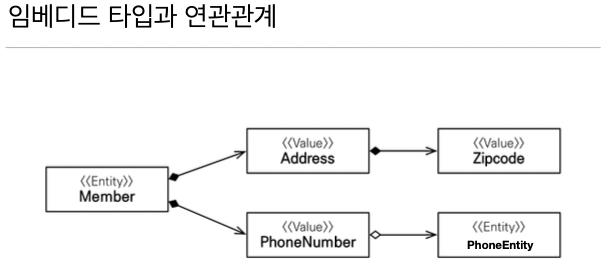 임베디드 타입과 연관관계
<<Value>>
Address
<<Value>>
Zipcode
<<Entity>>
Member
<<Value>>
PhoneNumber
<<Entity>>
PhoneEntity